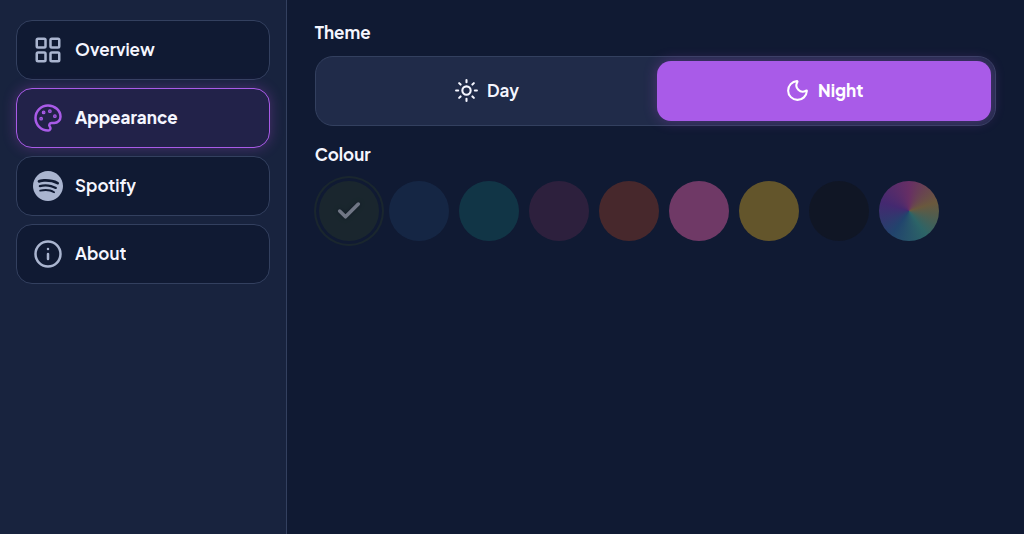 Overview
Appearance
Spotify
About
Theme
Day
Night
Colour